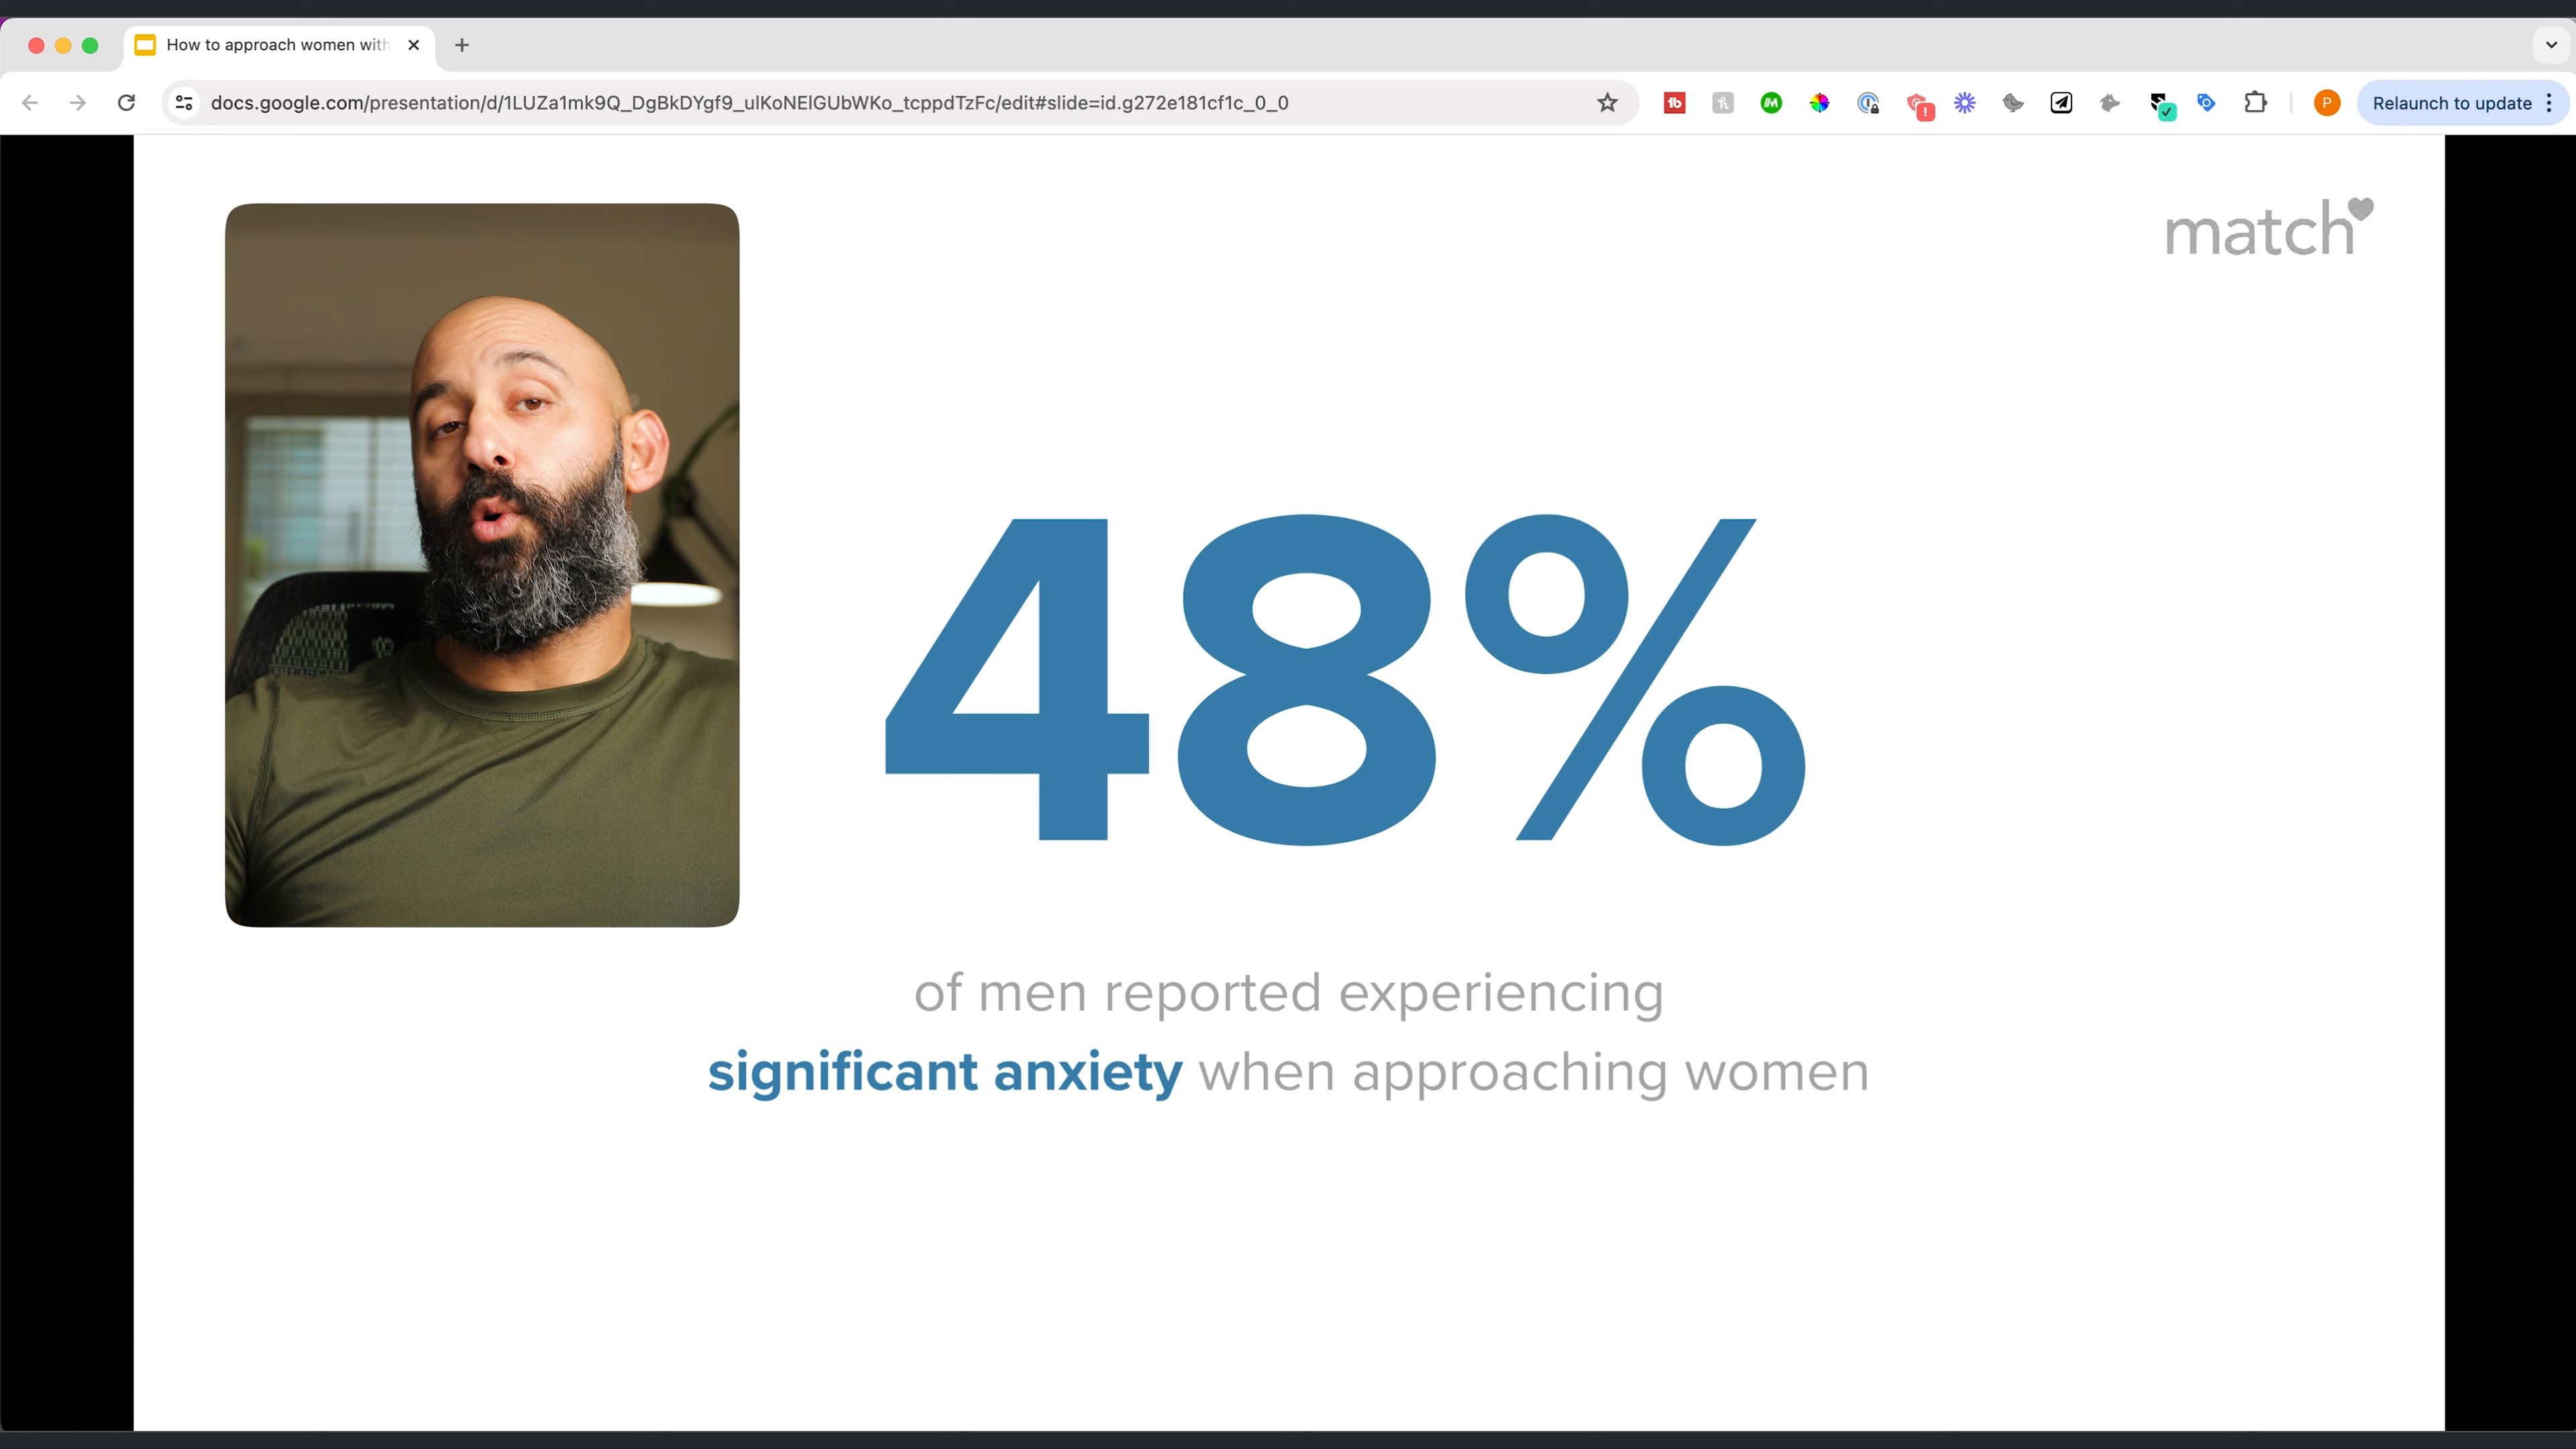 How to approach women with
docs.google.com/presentation/d/1LUZa1mk9Q_DgBkDYgf9_ulKoNElGUbWKo_tcppdTzFc/edit#slide=id.g272e181cf1c_0_0
P
Relaunch to update
match
48%
of men reported experiencing
significant anxiety when approaching women